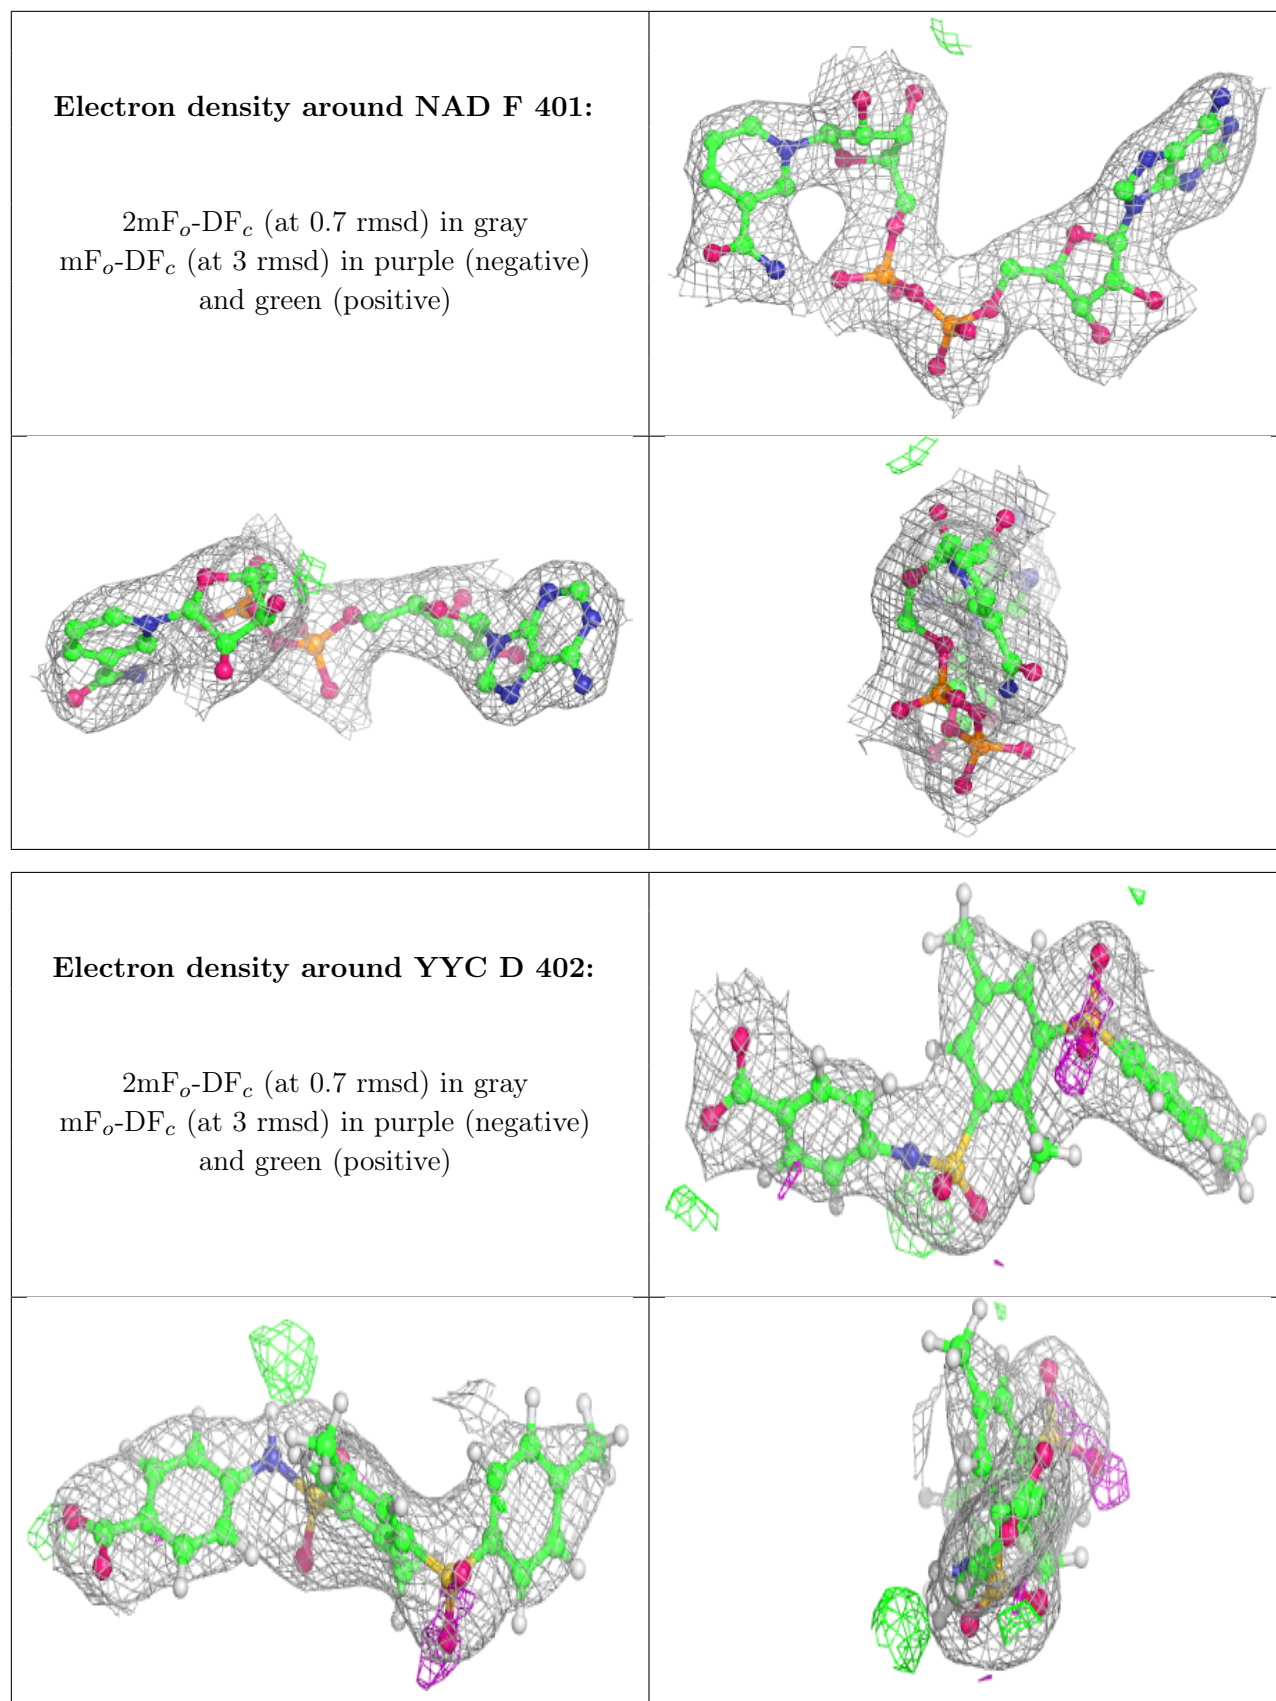 Electron density around NAD F 401:
2mFo-DFc (at 0.7 rmsd) in gray
mFo-DFc (at 3 rmsd) in purple (negative)
and green (positive)
Electron density around YYC D 402:
2mFo-DFc (at 0.7 rmsd) in gray
mFo-DFc (at 3 rmsd) in purple (negative)
and green (positive)